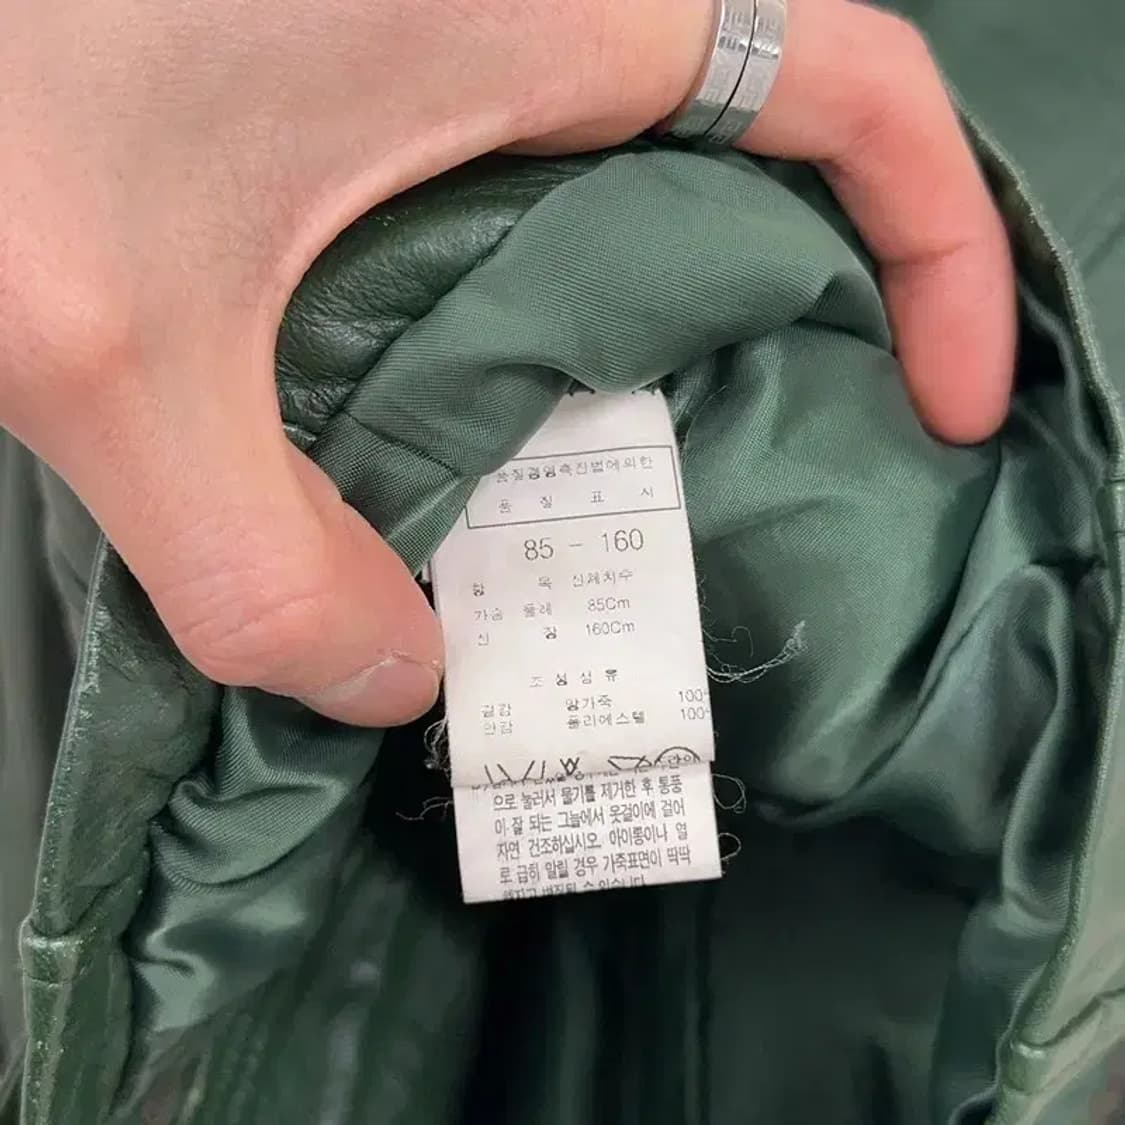 품질경영촉진법에의한
품 질 표 시
85 - 160
항 목 신체치수
가슴 둘레 85Cm
신 장 160Cm
조 성 섬 유
겉감 양가죽 100
안감 폴리에스텔 100
으로 눌러서 물기를 제거한 후 통풍
이 잘 되는 그늘에서 옷걸이에 걸어
자연 건조하십시오. 아이롱이나 열
로 급히 말릴 경우 가죽표면이 딱딱